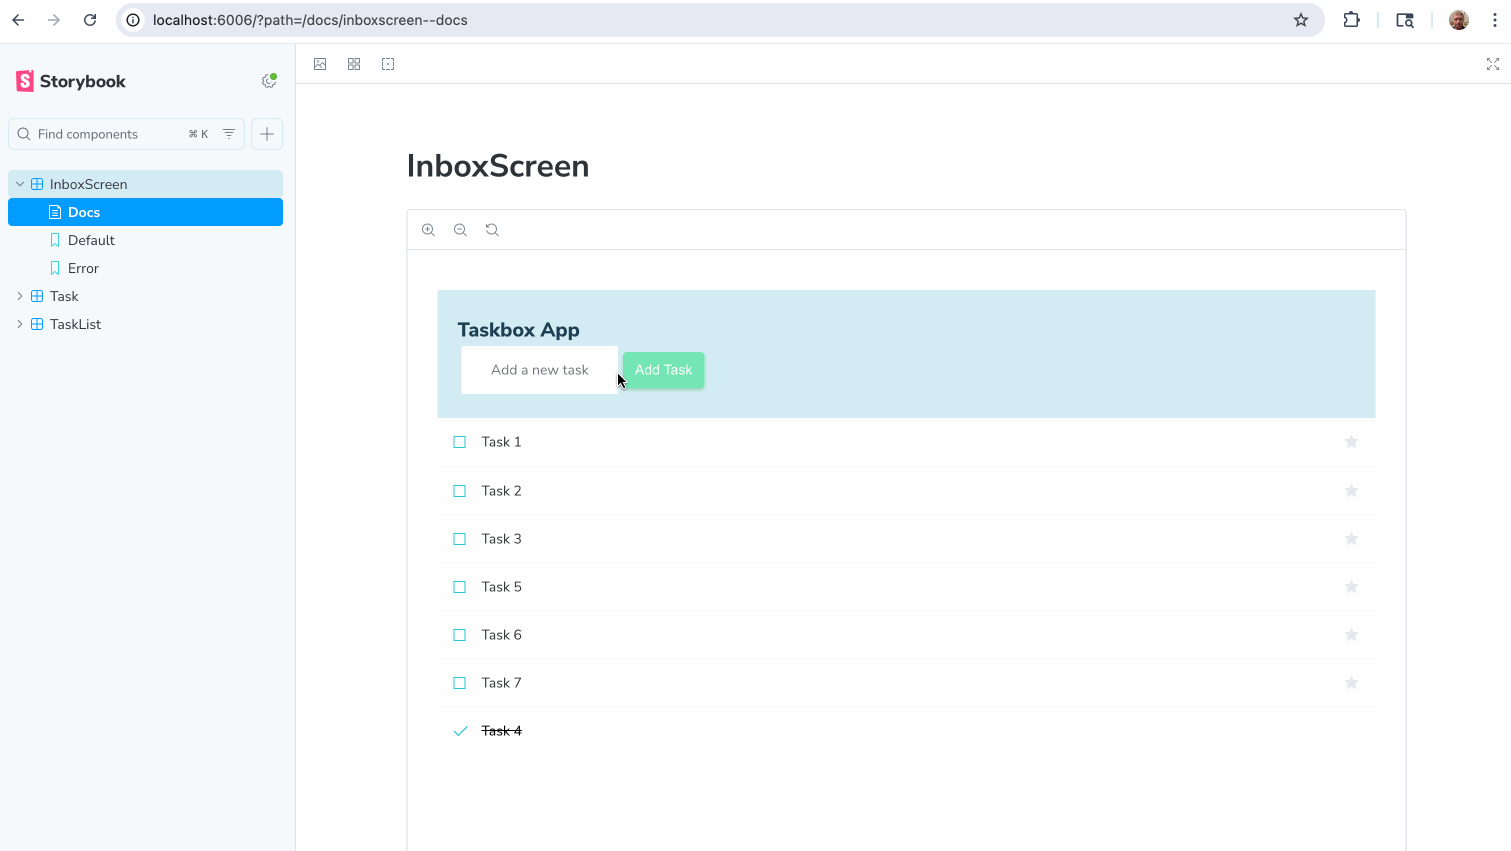 localhost:6006/?path=/docs/inboxscreen--docs
Storybook
Find components ⌘ K
InboxScreen
Docs
Default
Error
Task
TaskList
InboxScreen
Taskbox App
Add a new task
Add Task
Task 1
Task 2
Task 3
Task 5
Task 6
Task 7
Task 4